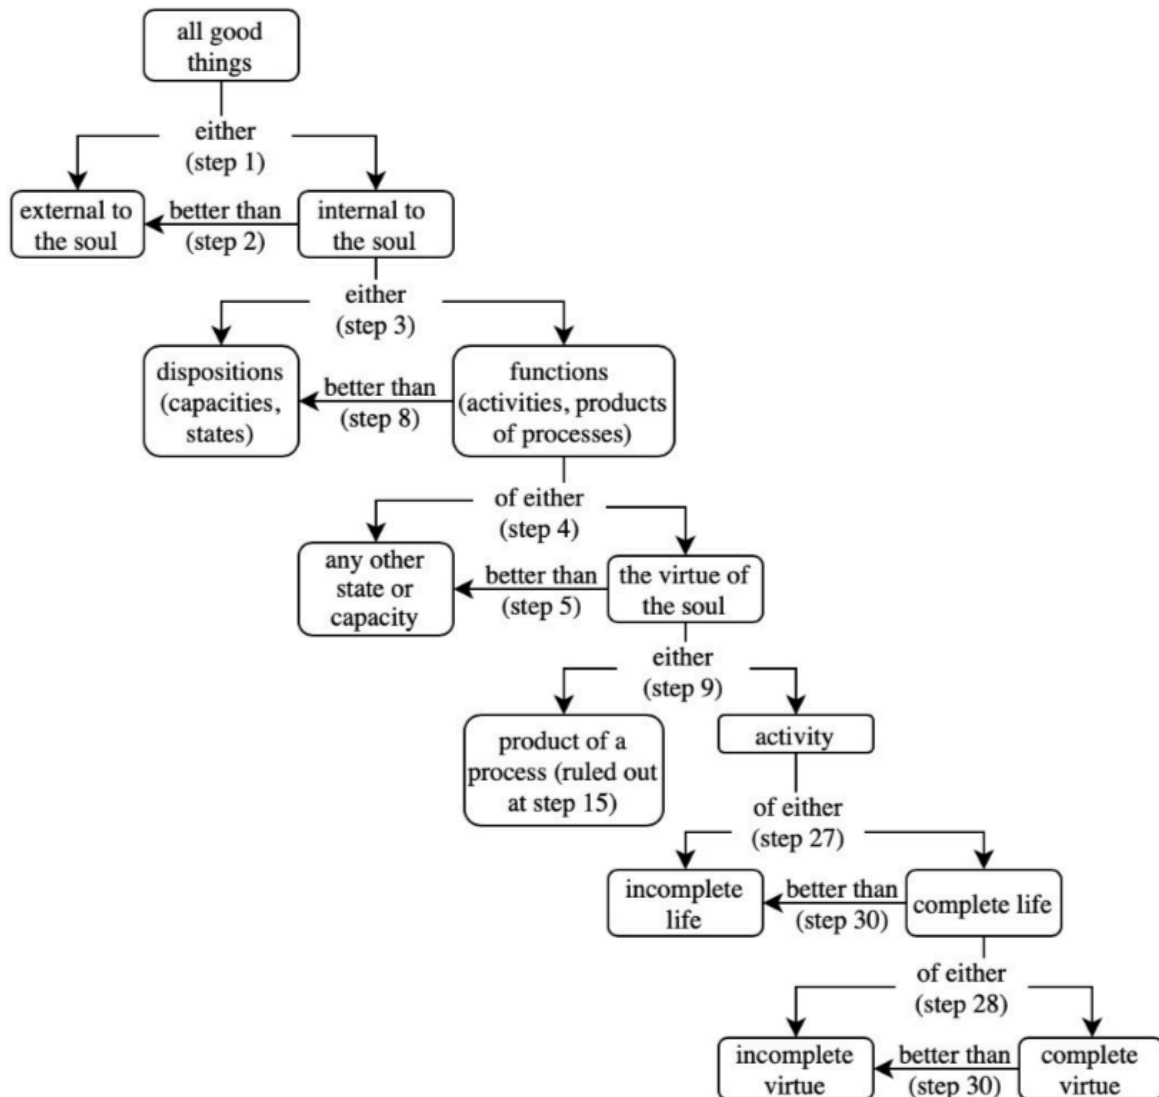 all good
things
either
(step 1)
external to
the soul
better than
(step 2)
internal to
the soul
either
(step 3)
dispositions
(capacities,
states)
better than
(step 8)
functions
(activities, products
of processes)
of either
(step 4)
any other
state or
capacity
better than
(step 5)
the virtue of
the soul
either
(step 9)
product of a
process (ruled out
at step 15)
activity
of either
(step 27)
incomplete
life
better than
(step 30)
complete life
of either
(step 28)
incomplete
virtue
better than
(step 30)
complete
virtue